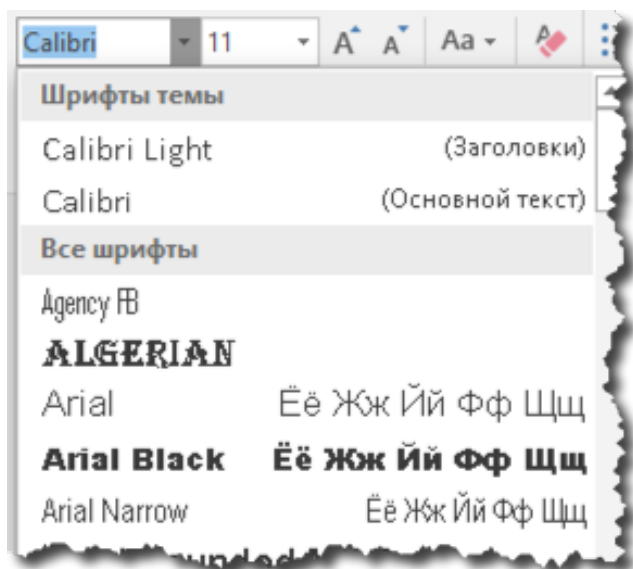 Calibri 11 A A Aa
Шрифты темы
Calibri Light (Заголовки)
Calibri (Основной текст)
Все шрифты
Agency FB
ALGERIAN
Arial Ёё Жж Йй Фф Щщ
Arial Black Ёё Жж Йй Фф Щщ
Arial Narrow Ёё Жж Йй Фф Щщ